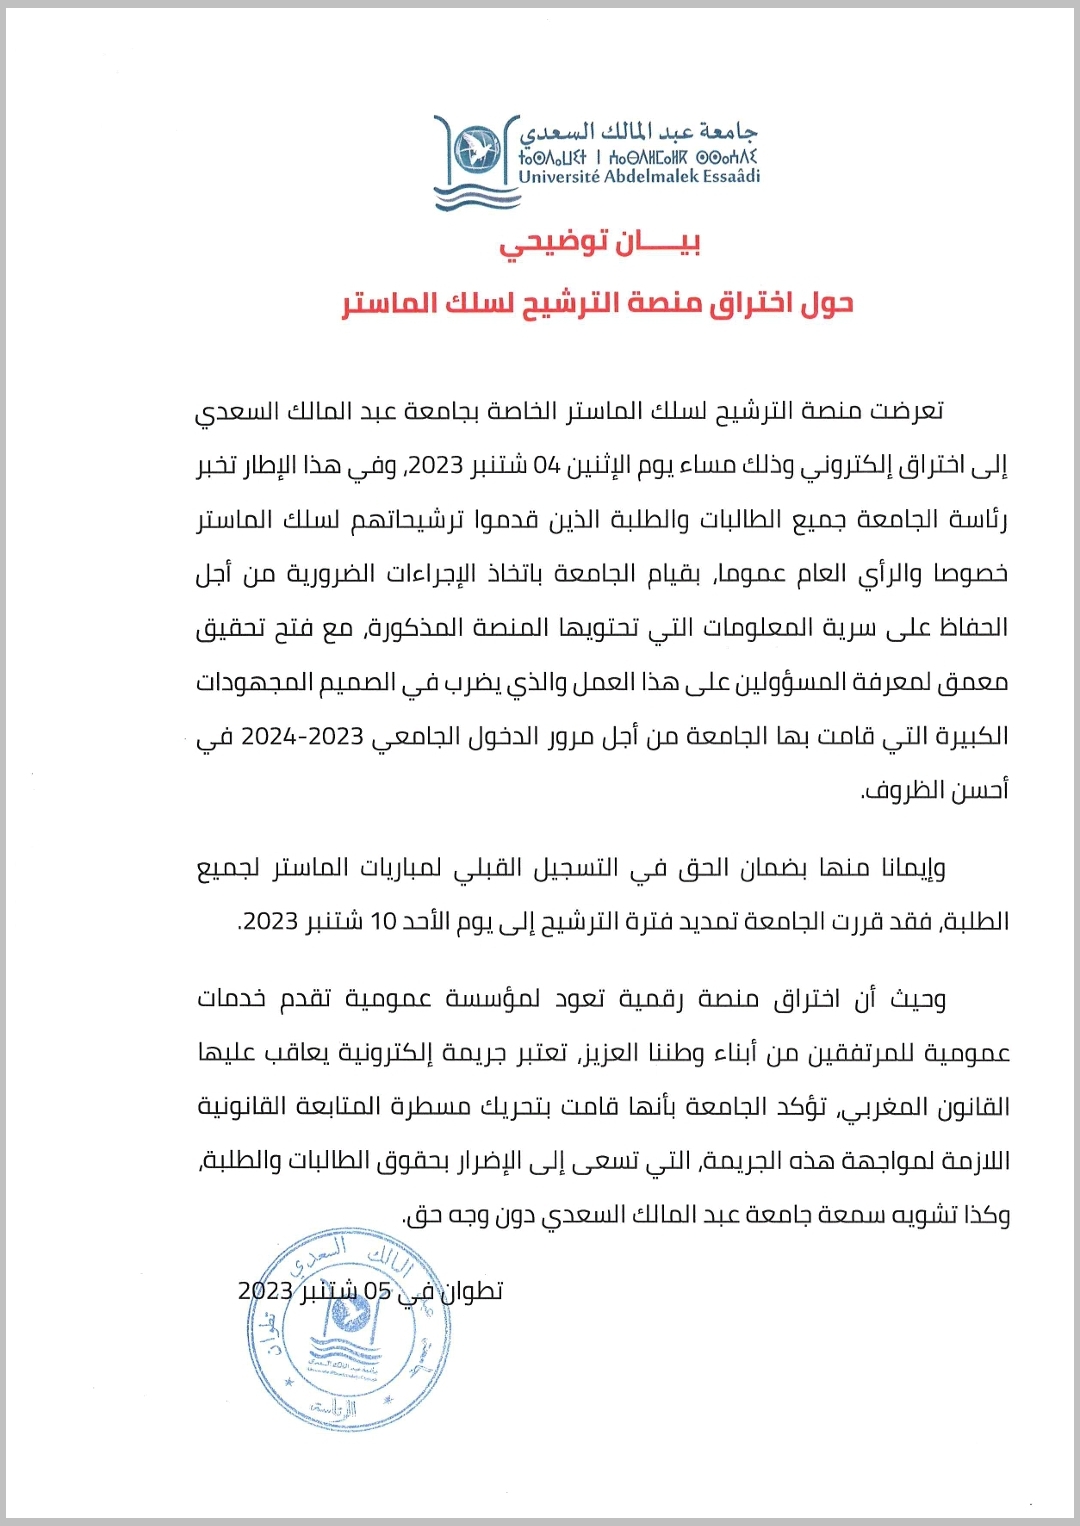 جامعة عبد المالك السعدي
ⵜⴰⵙⴷⴰⵡⵉⵜ ⵏ ⵄⴰⴱⴷⵍⵎⴰⵍⴽ ⵙⵙⴰⵄⴷⵉ
Université Abdelmalek Essaâdi
بيـــــان توضيحي
حول اختراق منصة الترشيح لسلك الماستر
تعرضت منصة الترشيح لسلك الماستر الخاصة بجامعة عبد المالك السعدي
إلى اختراق إلكتروني وذلك مساء يوم الإثنين 04 شتنبر 2023، وفي هذا الإطار تخبر
رئاسة الجامعة جميع الطالبات والطلبة الذين قدموا ترشيحاتهم لسلك الماستر
خصوصا والرأي العام عموما، بقيام الجامعة باتخاذ الإجراءات الضرورية من أجل
الحفاظ على سرية المعلومات التي تحتويها المنصة المذكورة، مع فتح تحقيق
معمق لمعرفة المسؤولين على هذا العمل والذي يضرب في الصميم المجهودات
الكبيرة التي قامت بها الجامعة من أجل مرور الدخول الجامعي 2023-2024 في
أحسن الظروف.
وإيمانا منها بضمان الحق في التسجيل القبلي لمباريات الماستر لجميع
الطلبة، فقد قررت الجامعة تمديد فترة الترشيح إلى يوم الأحد 10 شتنبر 2023.
وحيث أن اختراق منصة رقمية تعود لمؤسسة عمومية تقدم خدمات
عمومية للمرتفقين من أبناء وطننا العزيز، تعتبر جريمة إلكترونية يعاقب عليها
القانون المغربي، تؤكد الجامعة بأنها قامت بتحريك مسطرة المتابعة القانونية
اللازمة لمواجهة هذه الجريمة، التي تسعى إلى الإضرار بحقوق الطالبات والطلبة،
وكذا تشويه سمعة جامعة عبد المالك السعدي دون وجه حق.
تطوان في 05 شتنبر 2023
جامعة عبد المالك السعدي تطوان
الرئاسة